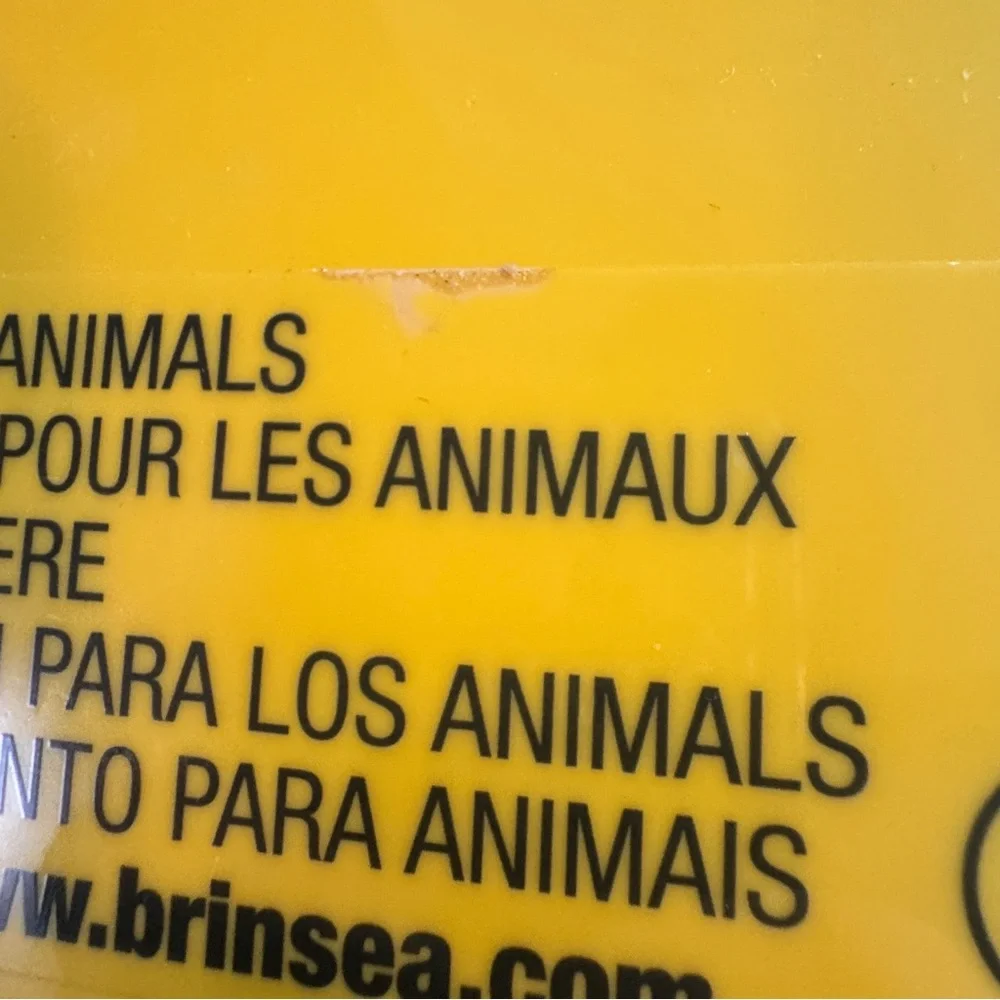 ANIMALS
POUR LES ANIMAUX
ERE
PARA LOS ANIMALS
NTO PARA ANIMAIS
w.brinsea.com